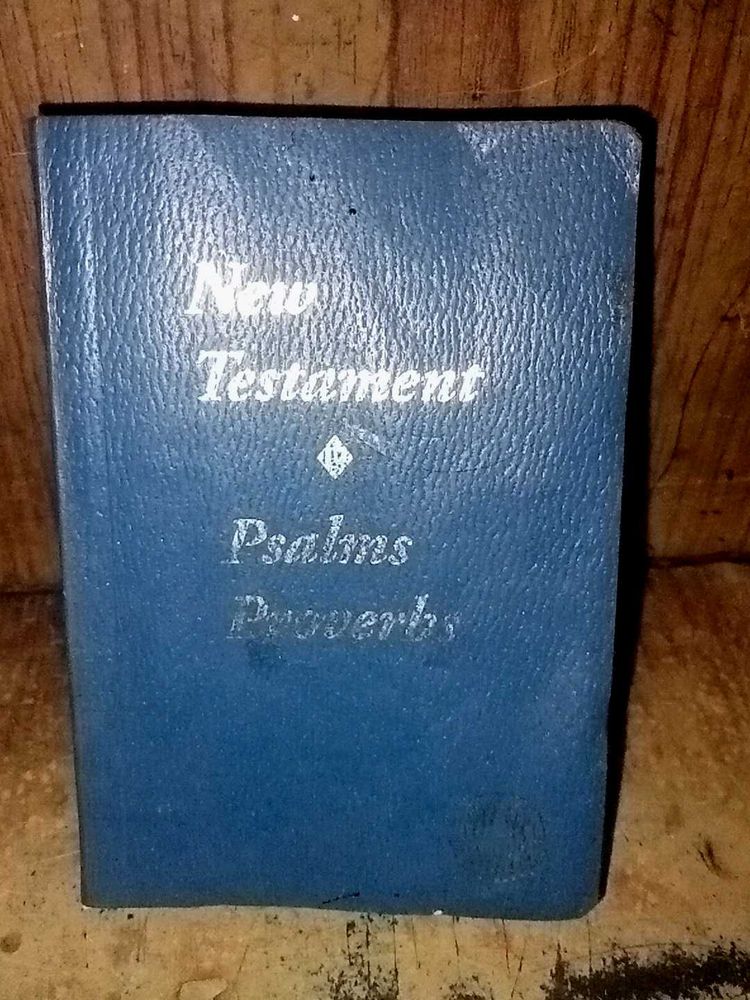 New
Testament
Psalms
Proverbs